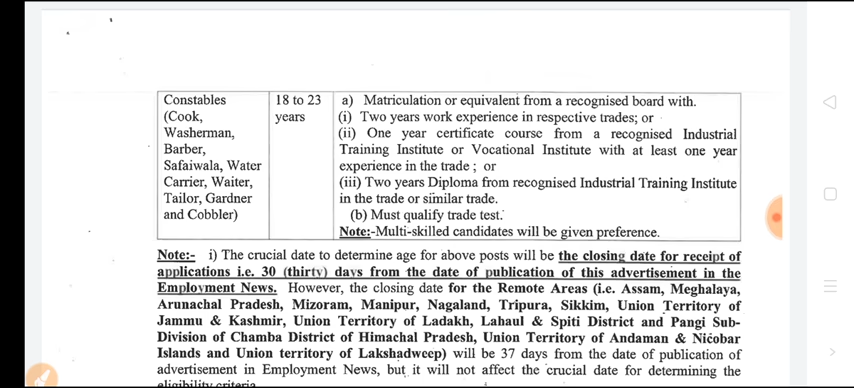 Constables
(Cook,
Washerman,
Barber,
Safaiwala, Water
Carrier, Waiter,
Tailor, Gardner
and Cobbler)
18 to 23
years
a) Matriculation or equivalent from a recognised board with.
(i) Two years work experience in respective trades; or
(ii) One year certificate course from a recognised Industrial
Training Institute or Vocational Institute with at least one year
experience in the trade ; or
(iii) Two years Diploma from recognised Industrial Training Institute
in the trade or similar trade.
(b) Must qualify trade test.
Note:-Multi-skilled candidates will be given preference.
Note:- i) The crucial date to determine age for above posts will be the closing date for receipt of
applications i.e. 30 (thirty) days from the date of publication of this advertisement in the
Employment News. However, the closing date for the Remote Areas (i.e. Assam, Meghalaya,
Arunachal Pradesh, Mizoram, Manipur, Nagaland, Tripura, Sikkim, Union Territory of
Jammu & Kashmir, Union Territory of Ladakh, Lahaul & Spiti District and Pangi Sub-
Division of Chamba District of Himachal Pradesh, Union Territory of Andaman & Nicobar
Islands and Union territory of Lakshadweep) will be 37 days from the date of publication of
advertisement in Employment News, but it will not affect the crucial date for determining the
eligibility criteria